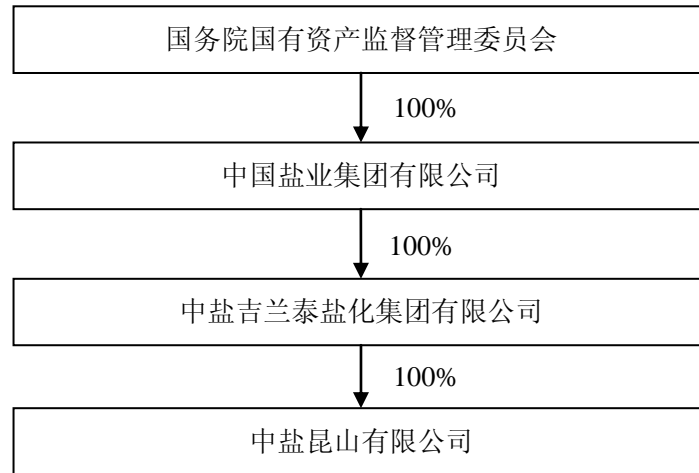 国务院国有资产监督管理委员会
100%
中国盐业集团有限公司
100%
中盐吉兰泰盐化集团有限公司
100%
中盐昆山有限公司